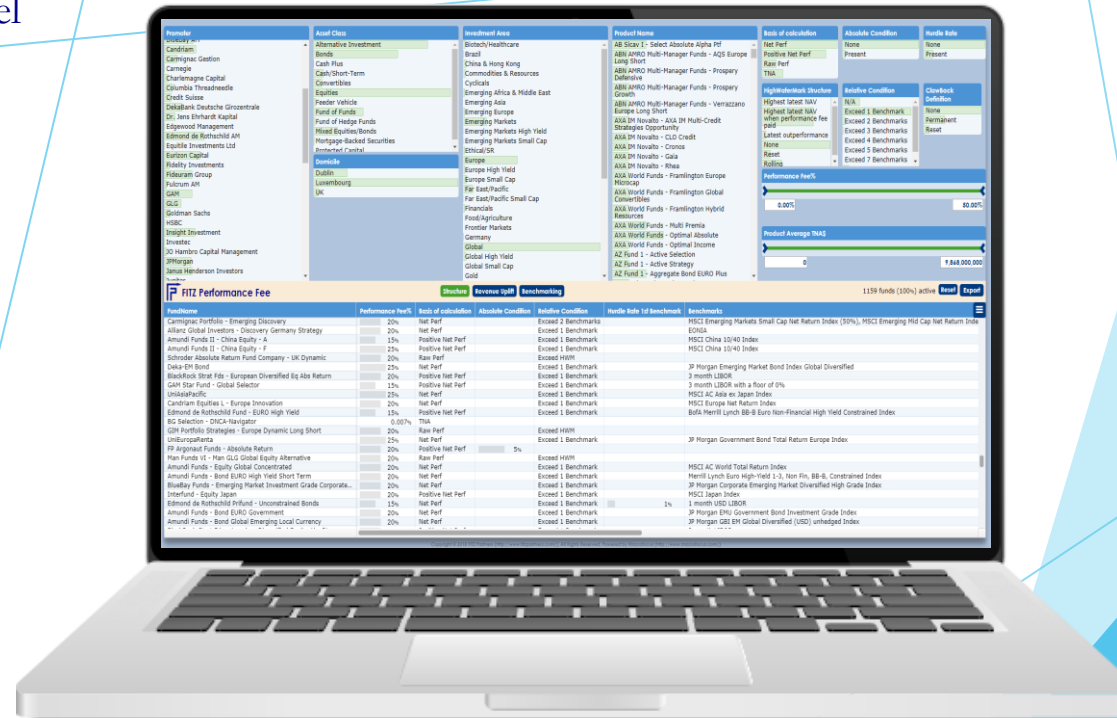 el
Promoter
BlueBay AM
Candriam
Carmignac Gestion
Carnegie
Charlemagne Capital
Columbia Threadneedle
Credit Suisse
DekaBank Deutsche Girozentrale
Dr. Jens Ehrhardt Kapital
Edgewood Management
Edmond de Rothschild AM
Equitile Investments Ltd
Eurizon Capital
Fidelity Investments
Fideuram Group
Fulcrum AM
GAM
GLG
Goldman Sachs
HSBC
Insight Investment
Investec
JO Hambro Capital Management
JPMorgan
Janus Henderson Investors
Jupiter
Asset Class
Alternative Investment
Bonds
Cash Plus
Cash/Short-Term
Convertibles
Equities
Feeder Vehicle
Fund of Funds
Fund of Hedge Funds
Mixed Equities/Bonds
Mortgage-Backed Securities
Protected Capital
Domicile
Dublin
Luxembourg
UK
Investment Area
Biotech/Healthcare
Brazil
China & Hong Kong
Commodities & Resources
Cyclicals
Emerging Africa & Middle East
Emerging Asia
Emerging Europe
Emerging Markets
Emerging Markets High Yield
Emerging Markets Small Cap
Ethical/SR
Europe
Europe High Yield
Europe Small Cap
Far East/Pacific
Far East/Pacific Small Cap
Financials
Food/Agriculture
Frontier Markets
Germany
Global
Global High Yield
Global Small Cap
Gold
Product Name
AB Sicav I - Select Absolute Alpha Ptf
ABN AMRO Multi-Manager Funds - AQS Europe
Long Short
ABN AMRO Multi-Manager Funds - Prospery
Defensive
ABN AMRO Multi-Manager Funds - Prospery
Growth
ABN AMRO Multi-Manager Funds - Verrazzano
Europe Long Short
AXA IM Novalto - AXA IM Multi-Credit
Strategies Opportunity
AXA IM Novalto - CLO Credit
AXA IM Novalto - Cronos
AXA IM Novalto - Gaia
AXA IM Novalto - Rhea
AXA World Funds - Framlington Europe
Microcap
AXA World Funds - Framlington Global
Convertibles
AXA World Funds - Framlington Hybrid
Resources
AXA World Funds - Multi Premia
AXA World Funds - Optimal Absolute
AXA World Funds - Optimal Income
AZ Fund 1 - Active Selection
AZ Fund 1 - Active Strategy
AZ Fund 1 - Aggregate Bond EURO Plus
Basis of calculation
Net Perf
Positive Net Perf
Raw Perf
TNA
Absolute Condition
None
Present
Hurdle Rate
None
Present
HighWaterMark Structure
Highest latest NAV
Highest latest NAV
when performance fee
paid
Latest outperformance
None
Reset
Rolling
Relative Condition
N/A
Exceed 1 Benchmark
Exceed 2 Benchmarks
Exceed 3 Benchmarks
Exceed 4 Benchmarks
Exceed 5 Benchmarks
Exceed 7 Benchmarks
ClawBack
Definition
None
Permanent
Reset
Performance Fee%
0.00% 50.00%
Product Average TNA$
0 9,868,000,000
FITZ Performance Fee Structure Revenue Uplift Benchmarking 1159 funds (100%) active Reset Export
FundName Performance Fee% Basis of calculation Absolute Condition Relative Condition Hurdle Rate 1st Benchmark Benchmarks
Carmignac Portfolio - Emerging Discovery 20% Net Perf Exceed 2 Benchmarks MSCI Emerging Markets Small Cap Net Return Index (50%), MSCI Emerging Mid Cap Net Return Inde
Allianz Global Investors - Discovery Germany Strategy 20% Net Perf Exceed 1 Benchmark EONIA
Amundi Funds II - China Equity - A 15% Positive Net Perf Exceed 1 Benchmark MSCI China 10/40 Index
Amundi Funds II - China Equity - F 25% Positive Net Perf Exceed 1 Benchmark MSCI China 10/40 Index
Schroder Absolute Return Fund Company - UK Dynamic 20% Raw Perf Exceed HWM
Deka-EM Bond 25% Net Perf Exceed 1 Benchmark JP Morgan Emerging Market Bond Index Global Diversified
BlackRock Strat Fds - European Diversified Eq Abs Return 20% Positive Net Perf Exceed 1 Benchmark 3 month LIBOR
GAM Star Fund - Global Selector 15% Positive Net Perf Exceed 1 Benchmark 3 month LIBOR with a floor of 0%
UniAsiaPacific 25% Net Perf Exceed 1 Benchmark MSCI AC Asia ex Japan Index
Candriam Equities L - Europe Innovation 20% Net Perf Exceed 1 Benchmark MSCI Europe Net Return Index
Edmond de Rothschild Fund - EURO High Yield 15% Positive Net Perf Exceed 1 Benchmark BofA Merrill Lynch BB-B Euro Non-Financial High Yield Constrained Index
BG Selection - DNCA-Navigator 0.007% TNA
GIM Portfolio Strategies - Europe Dynamic Long Short 20% Raw Perf Exceed HWM
UniEuropaRenta 25% Net Perf Exceed 1 Benchmark JP Morgan Government Bond Total Return Europe Index
FP Argonaut Funds - Absolute Return 20% Positive Net Perf 5%
Man Funds VI - Man GLG Global Equity Alternative 20% Raw Perf Exceed HWM
Amundi Funds - Equity Global Concentrated 20% Net Perf Exceed 1 Benchmark MSCI AC World Total Return Index
Amundi Funds - Bond EURO High Yield Short Term 20% Net Perf Exceed 1 Benchmark Merrill Lynch Euro High-Yield 1-3, Non Fin, BB-B, Constrained Index
BlueBay Funds - Emerging Market Investment Grade Corporate... 20% Net Perf Exceed 1 Benchmark JP Morgan Corporate Emerging Market Diversified High Grade Index
Interfund - Equity Japan 20% Positive Net Perf Exceed 1 Benchmark MSCI Japan Index
Edmond de Rothschild Prifund - Unconstrained Bonds 15% Net Perf Exceed 1 Benchmark 1% 1 month USD LIBOR
Amundi Funds - Bond EURO Government 20% Net Perf Exceed 1 Benchmark JP Morgan EMU Government Bond Investment Grade Index
Amundi Funds - Bond Global Emerging Local Currency 20% Net Perf Exceed 1 Benchmark JP Morgan GBI EM Global Diversified (USD) unhedged Index